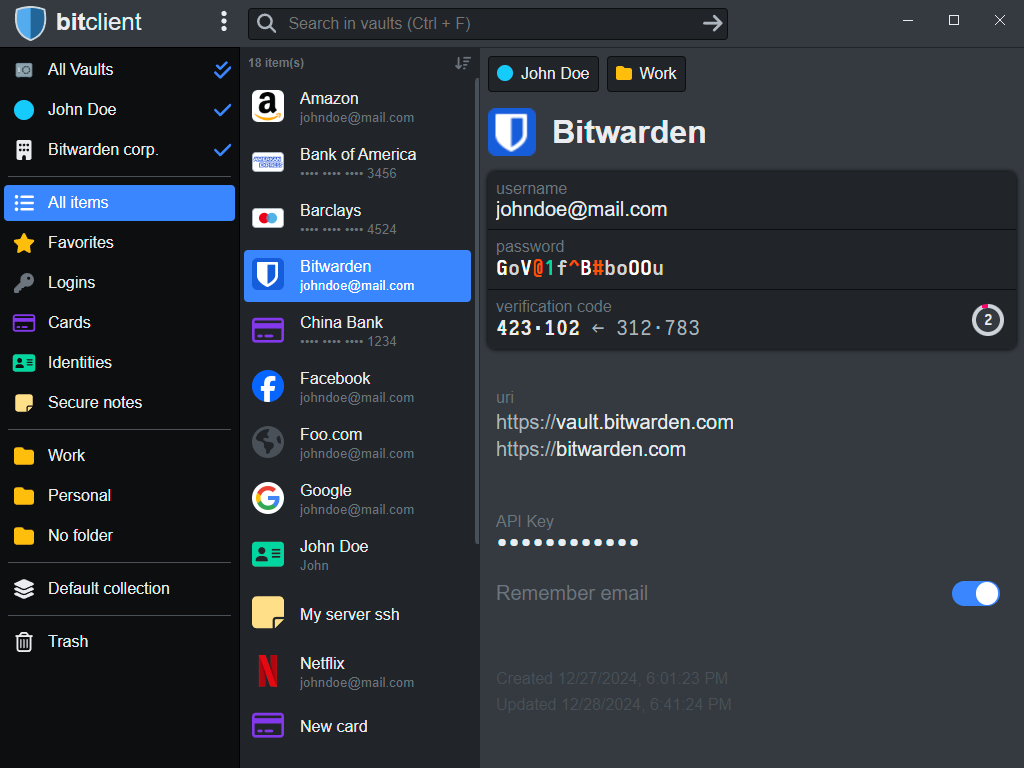 bitclient
Search in vaults (Ctrl + F)
All Vaults
John Doe
Bitwarden corp.
All items
Favorites
Logins
Cards
Identities
Secure notes
Work
Personal
No folder
Default collection
Trash
18 item(s)
Amazon
johndoe@mail.com
Bank of America
•••• •••• •••• 3456
Barclays
•••• •••• •••• 4524
Bitwarden
johndoe@mail.com
China Bank
•••• •••• •••• 1234
Facebook
johndoe@mail.com
Foo.com
johndoe@mail.com
Google
johndoe@mail.com
John Doe
John
My server ssh
Netflix
johndoe@mail.com
New card
John Doe
Work
Bitwarden
username
johndoe@mail.com
password
GoV@1f^B#boOOu
verification code
423·102 ← 312·783
2
uri
https://vault.bitwarden.com
https://bitwarden.com
API Key
••••••••••••
Remember email
Created 12/27/2024, 6:01:23 PM
Updated 12/28/2024, 6:41:24 PM